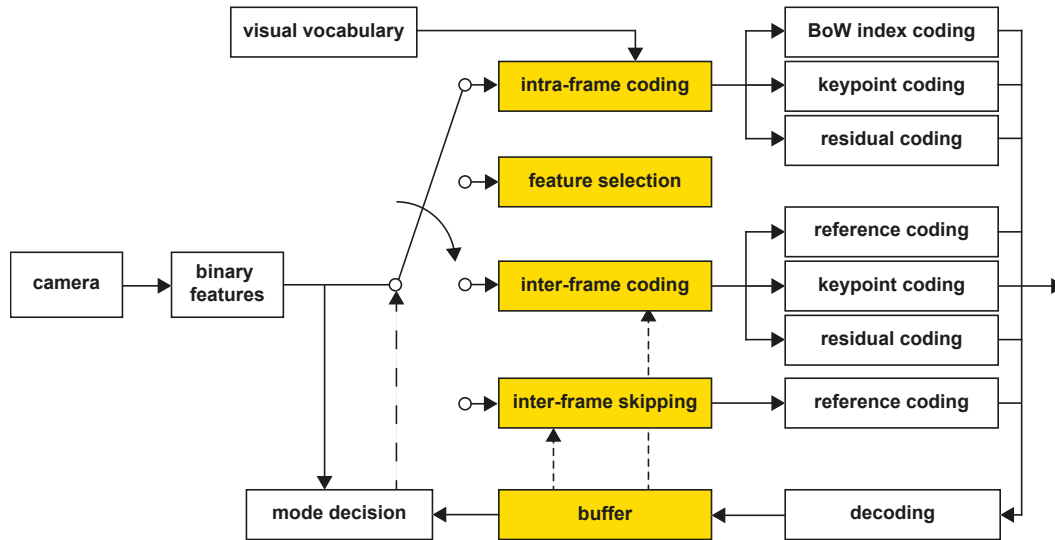 visual vocabulary
BoW index coding
intra-frame coding
keypoint coding
residual coding
feature selection
reference coding
camera
binary
features
inter-frame coding
keypoint coding
residual coding
inter-frame skipping
reference coding
mode decision
buffer
decoding